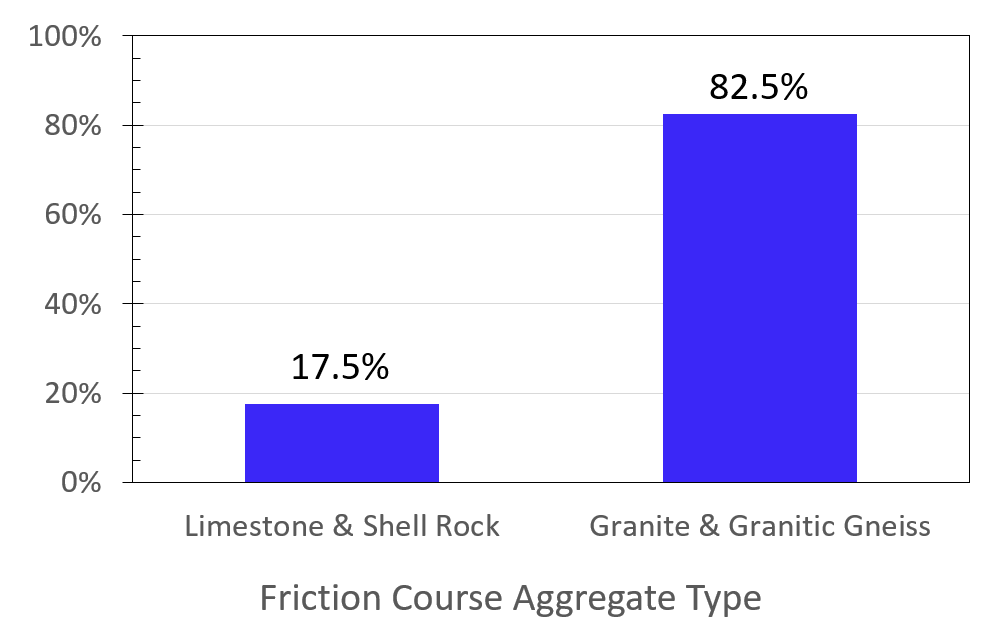 100%
82.5%
80%
60%
40%
17.5%
20%
0%
Limestone & Shell Rock
Granite & Granitic Gneiss
Friction Course Aggregate Type